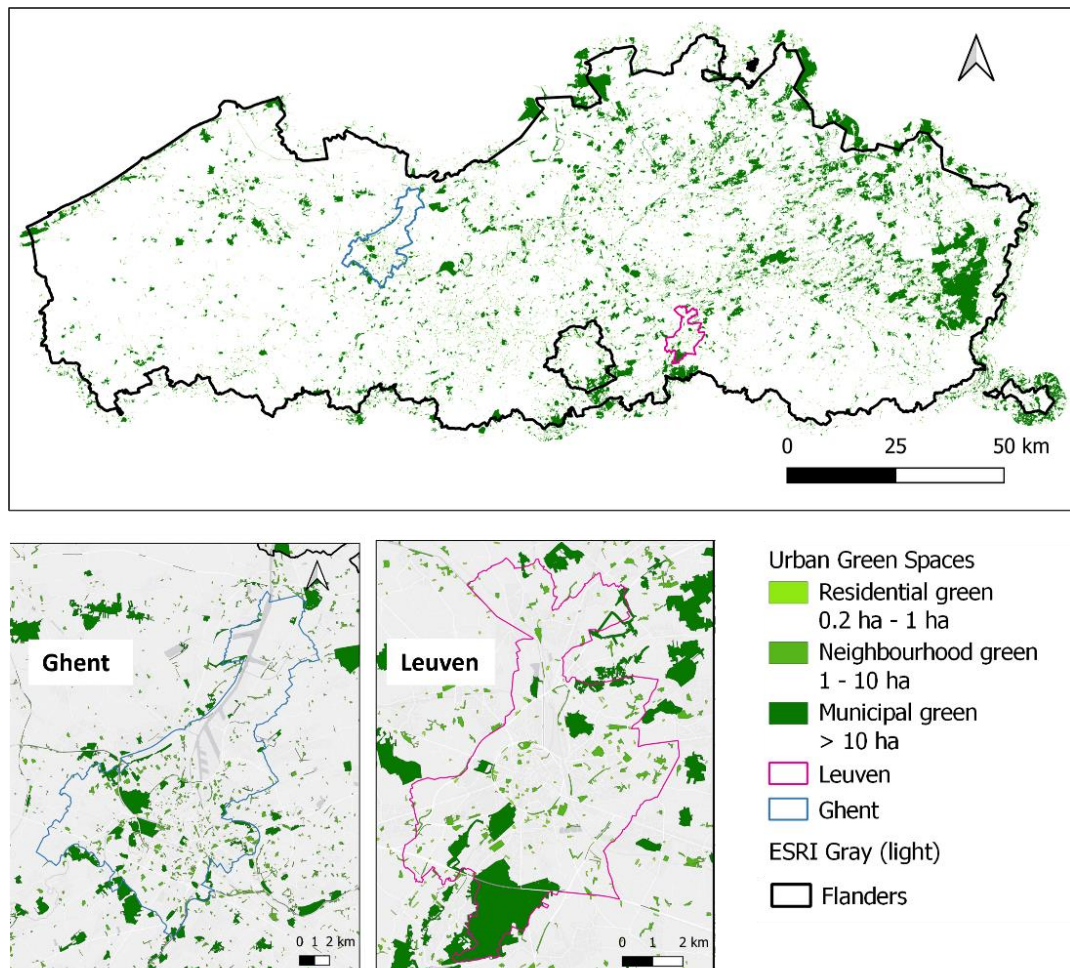 0 25 50 km
Ghent
0 1 2 km
Leuven
0 1 2 km
Urban Green Spaces
Residential green
0.2 ha - 1 ha
Neighbourhood green
1 - 10 ha
Municipal green
> 10 ha
Leuven
Ghent
ESRI Gray (light)
Flanders